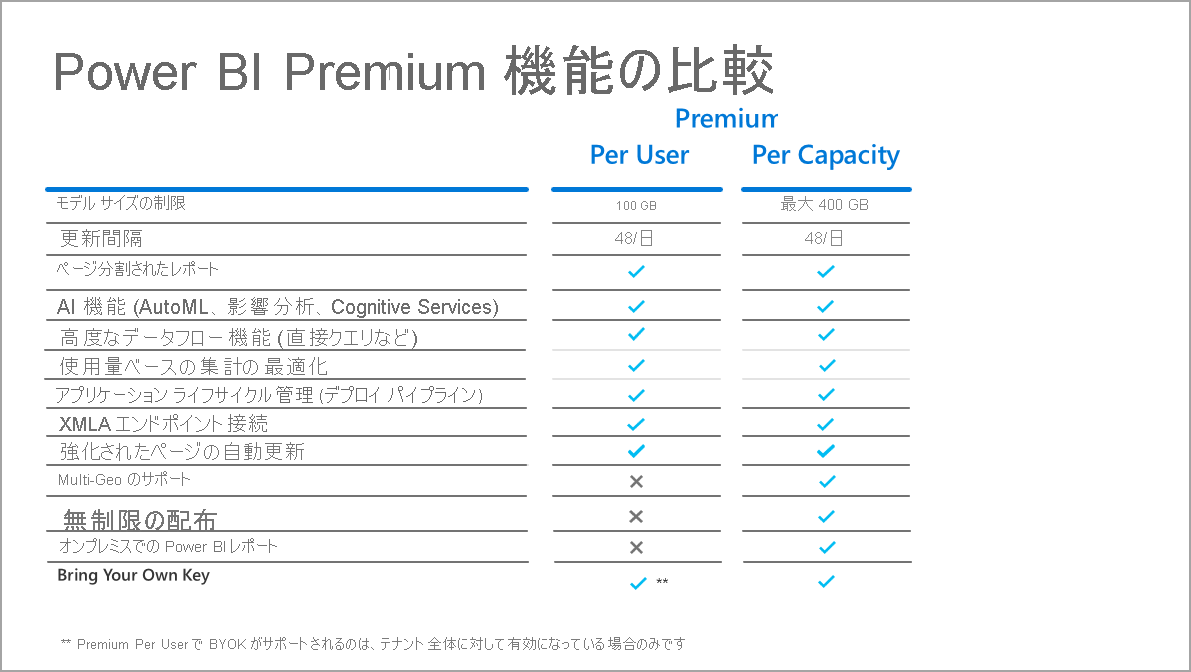 Power BI Premium 機能の比較
Premium
Per User Per Capacity
モデル サイズの制限 100 GB 最大 400 GB
更新間隔 48/日 48/日
ページ分割されたレポート ✓ ✓
AI 機能 (AutoML、影響分析、Cognitive Services) ✓ ✓
高度なデータフロー機能 (直接クエリなど) ✓ ✓
使用量ベースの集計の最適化 ✓ ✓
アプリケーション ライフサイクル管理 (デプロイ パイプライン) ✓ ✓
XMLA エンドポイント接続 ✓ ✓
強化されたページの自動更新 ✓ ✓
Multi-Geo のサポート ✕ ✓
無制限の配布 ✕ ✓
オンプレミスでの Power BI レポート ✕ ✓
Bring Your Own Key ✓ ** ✓
** Premium Per User で BYOK がサポートされるのは、テナント全体に対して有効になっている場合のみです